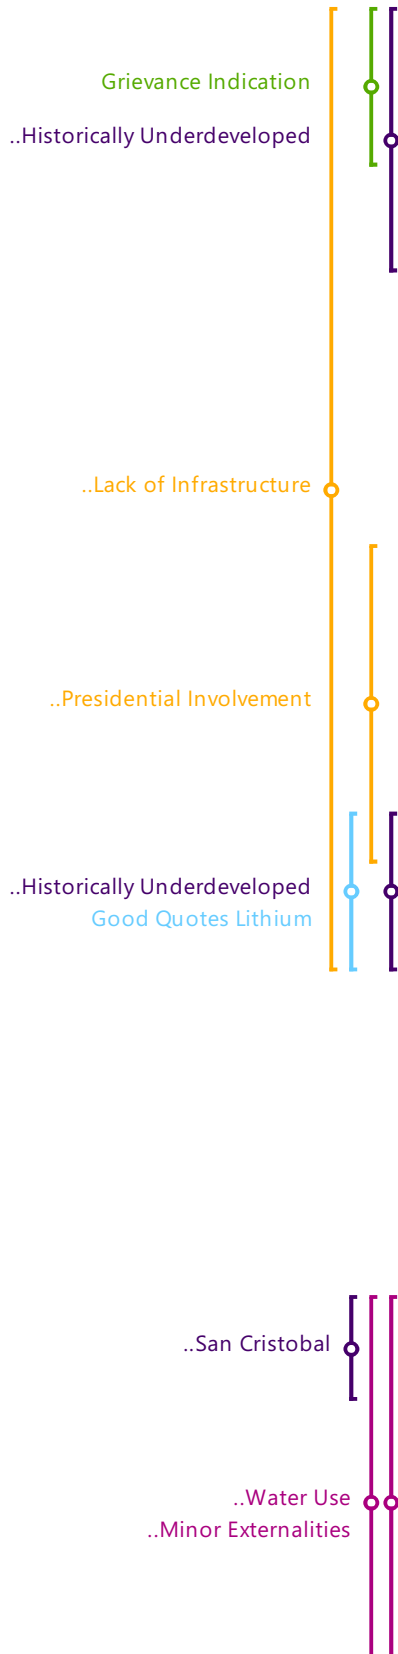 Grievance Indication
..Historically Underdeveloped
..Lack of Infrastructure
..Presidential Involvement
..Historically Underdeveloped
Good Quotes Lithium
..San Cristobal
..Water Use
..Minor Externalities